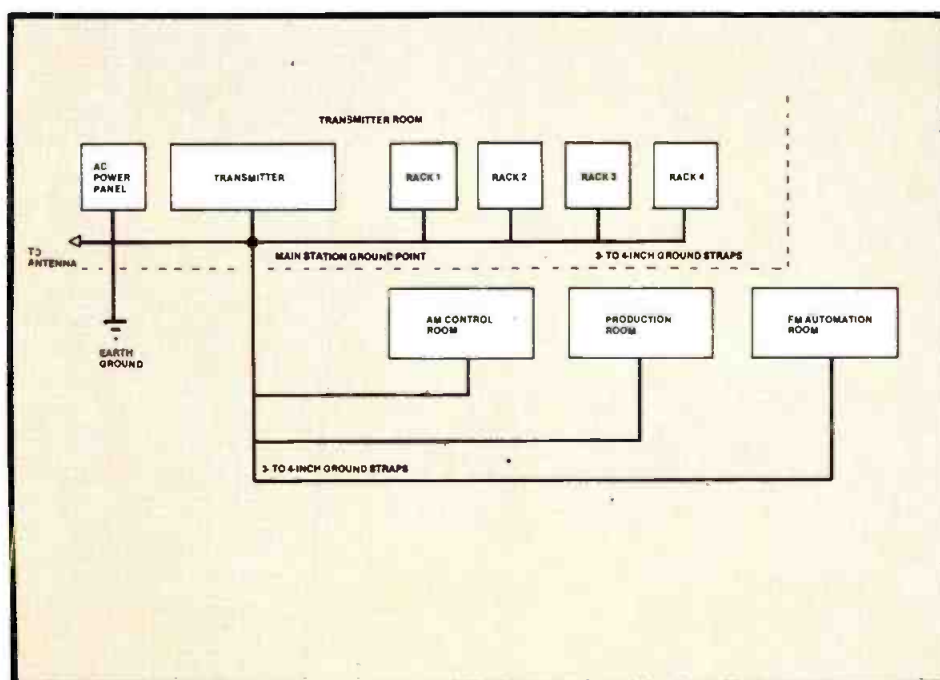 TRANSMITTER ROOM
AC
POWER
PANEL
TRANSMITTER
RACK 1
RACK 2
RACK 3
RACK 4
TO
ANTENNA
MAIN STATION GROUND POINT
3- TO 4-INCH GROUND STRAPS
EARTH
GROUND
AM CONTROL
ROOM
PRODUCTION
ROOM
FM AUTOMATION
ROOM
3- TO 4-INCH GROUND STRAPS